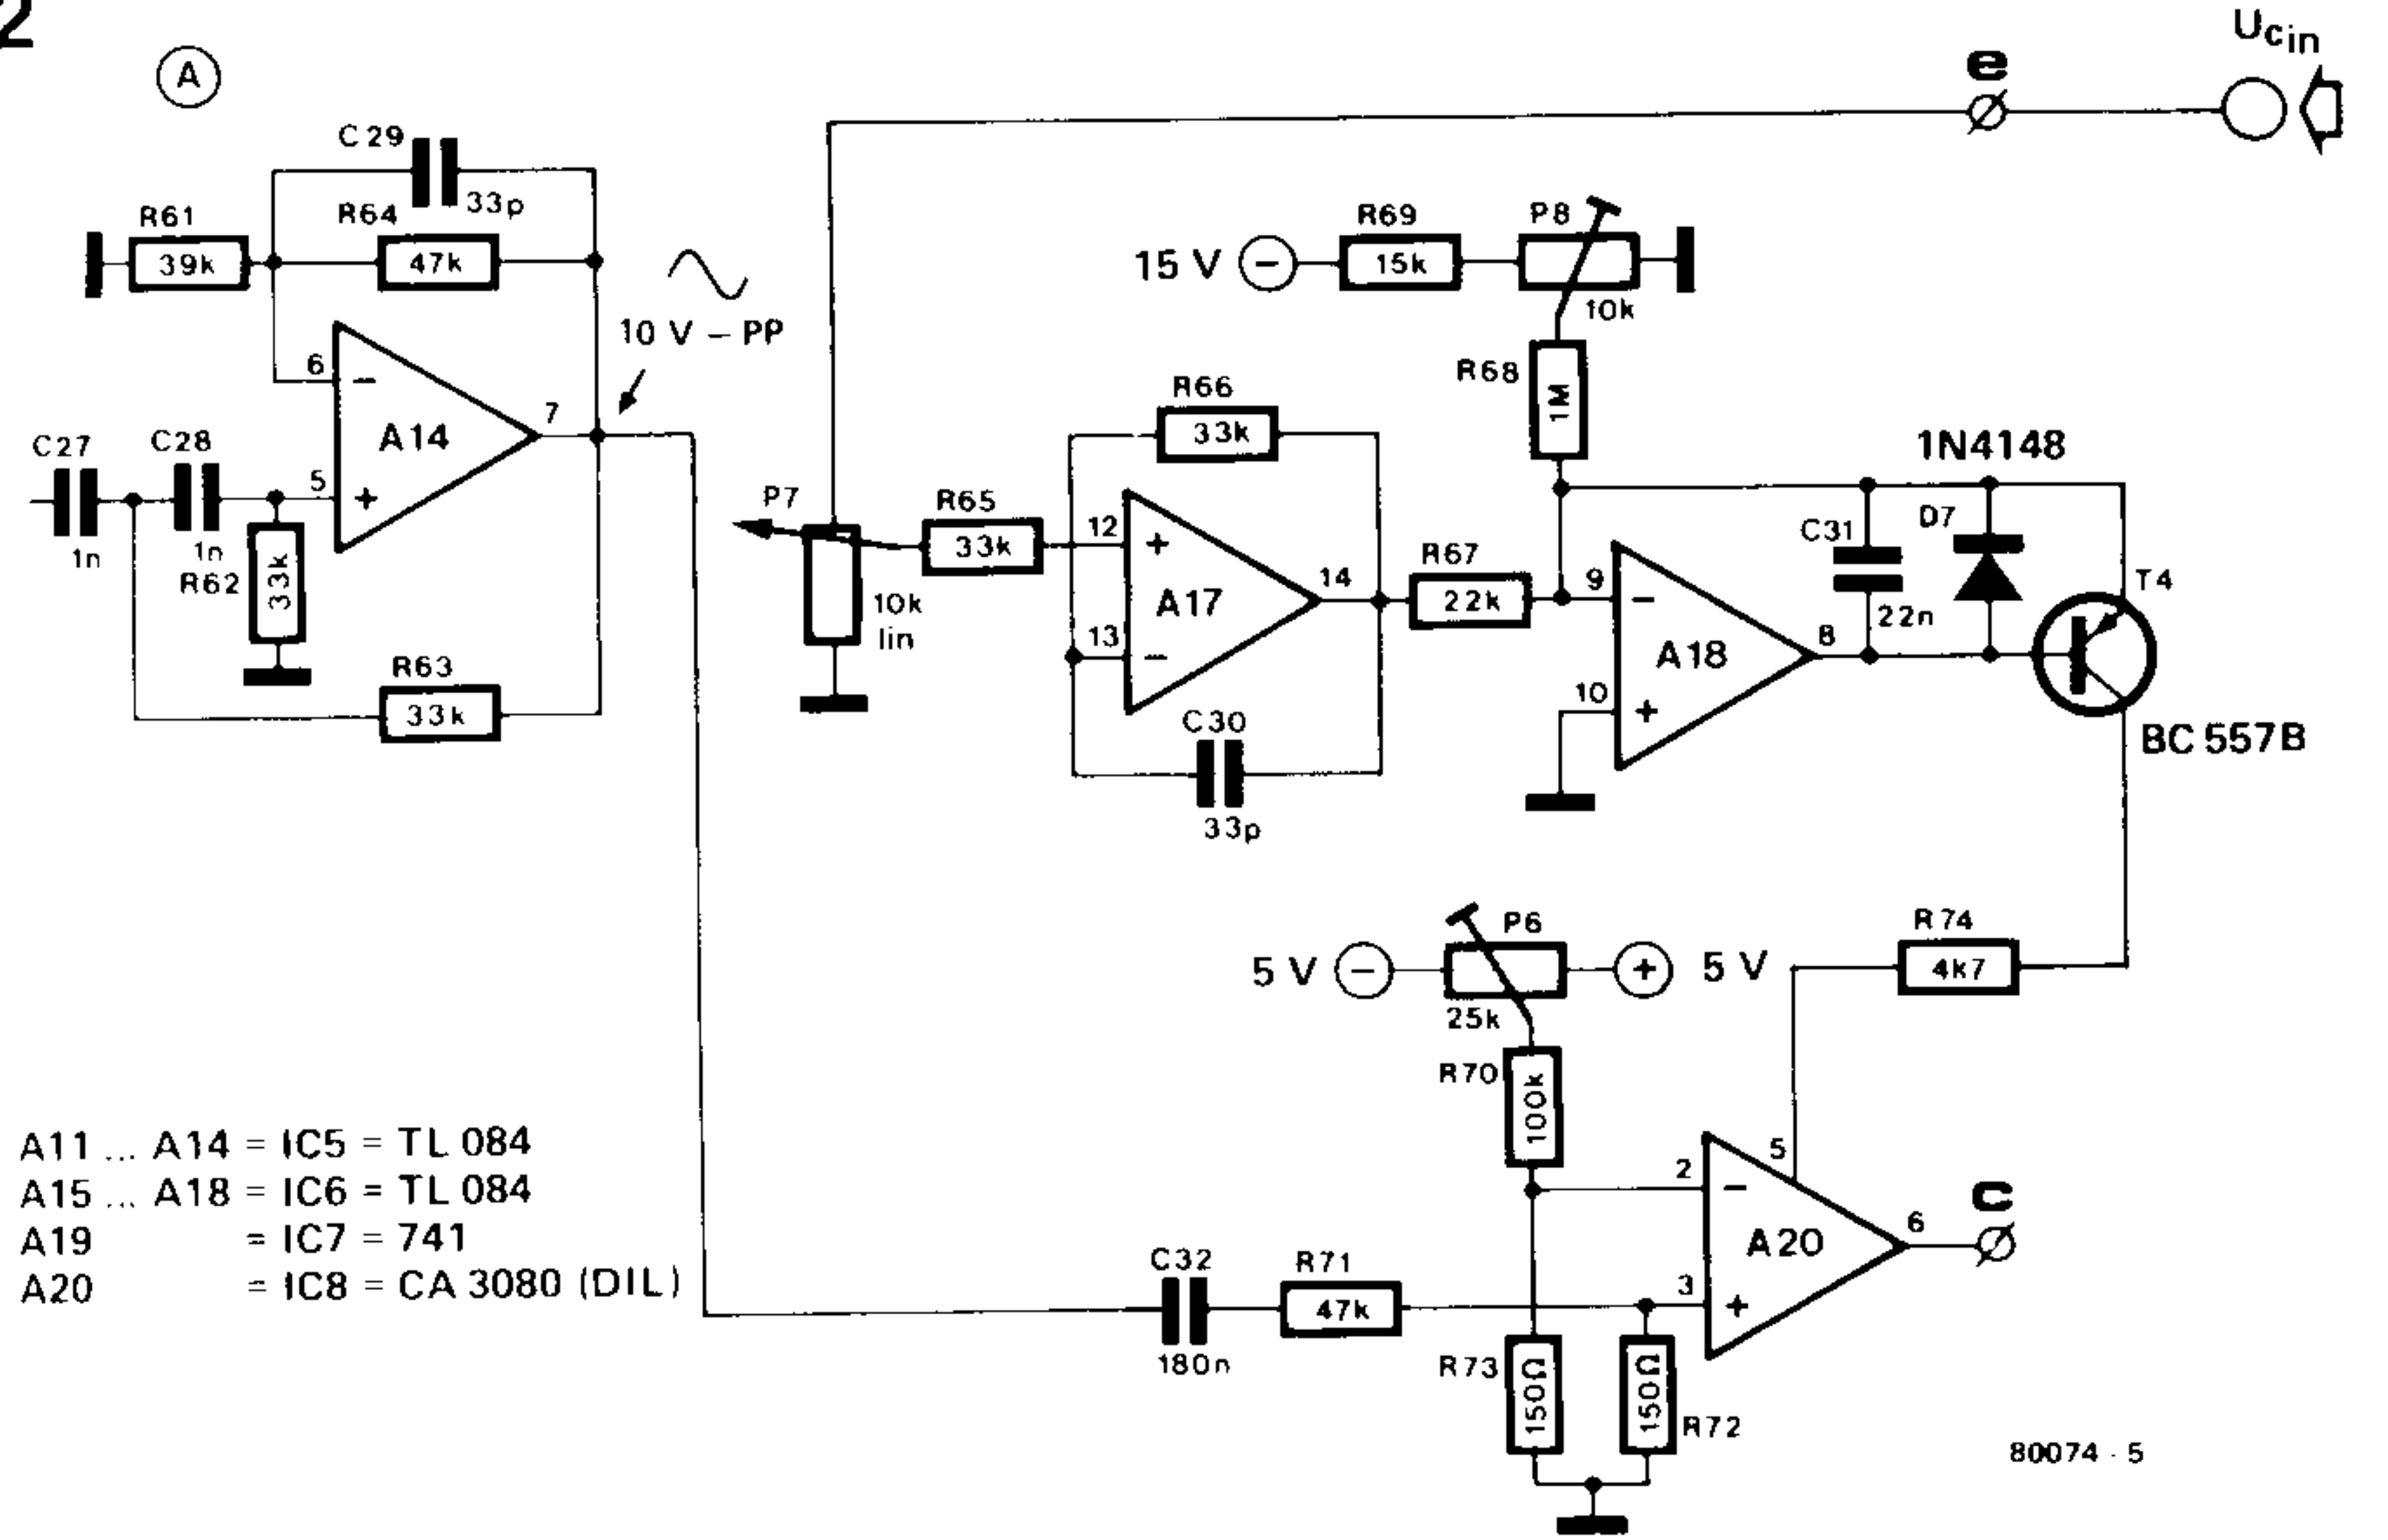 2
A
U c in
e
C29
33p
R61
39k
R64
47k
10 V – PP
6
–
A14
7
5
+
C27
1n
C28
1n
R62
33k
R63
33k
15 V
–
R69
15k
P8
10k
R68
1M
P7
10k
lin
R65
33k
R66
33k
12
+
A17
14
13
–
C30
33p
R67
22k
9
–
A18
8
10
+
1N4148
C31
22n
D7
T4
BC 557B
P6
5 V
–
+
5 V
25k
R70
100k
R74
4k7
5
2
–
A20
6
c
3
+
C32
180n
R71
47k
R73
150Ω
150Ω
R72
A11 ... A14 = IC5 = TL 084
A15 ... A18 = IC6 = TL 084
A19 = IC7 = 741
A20 = IC8 = CA 3080 (DIL)
80074 - 5